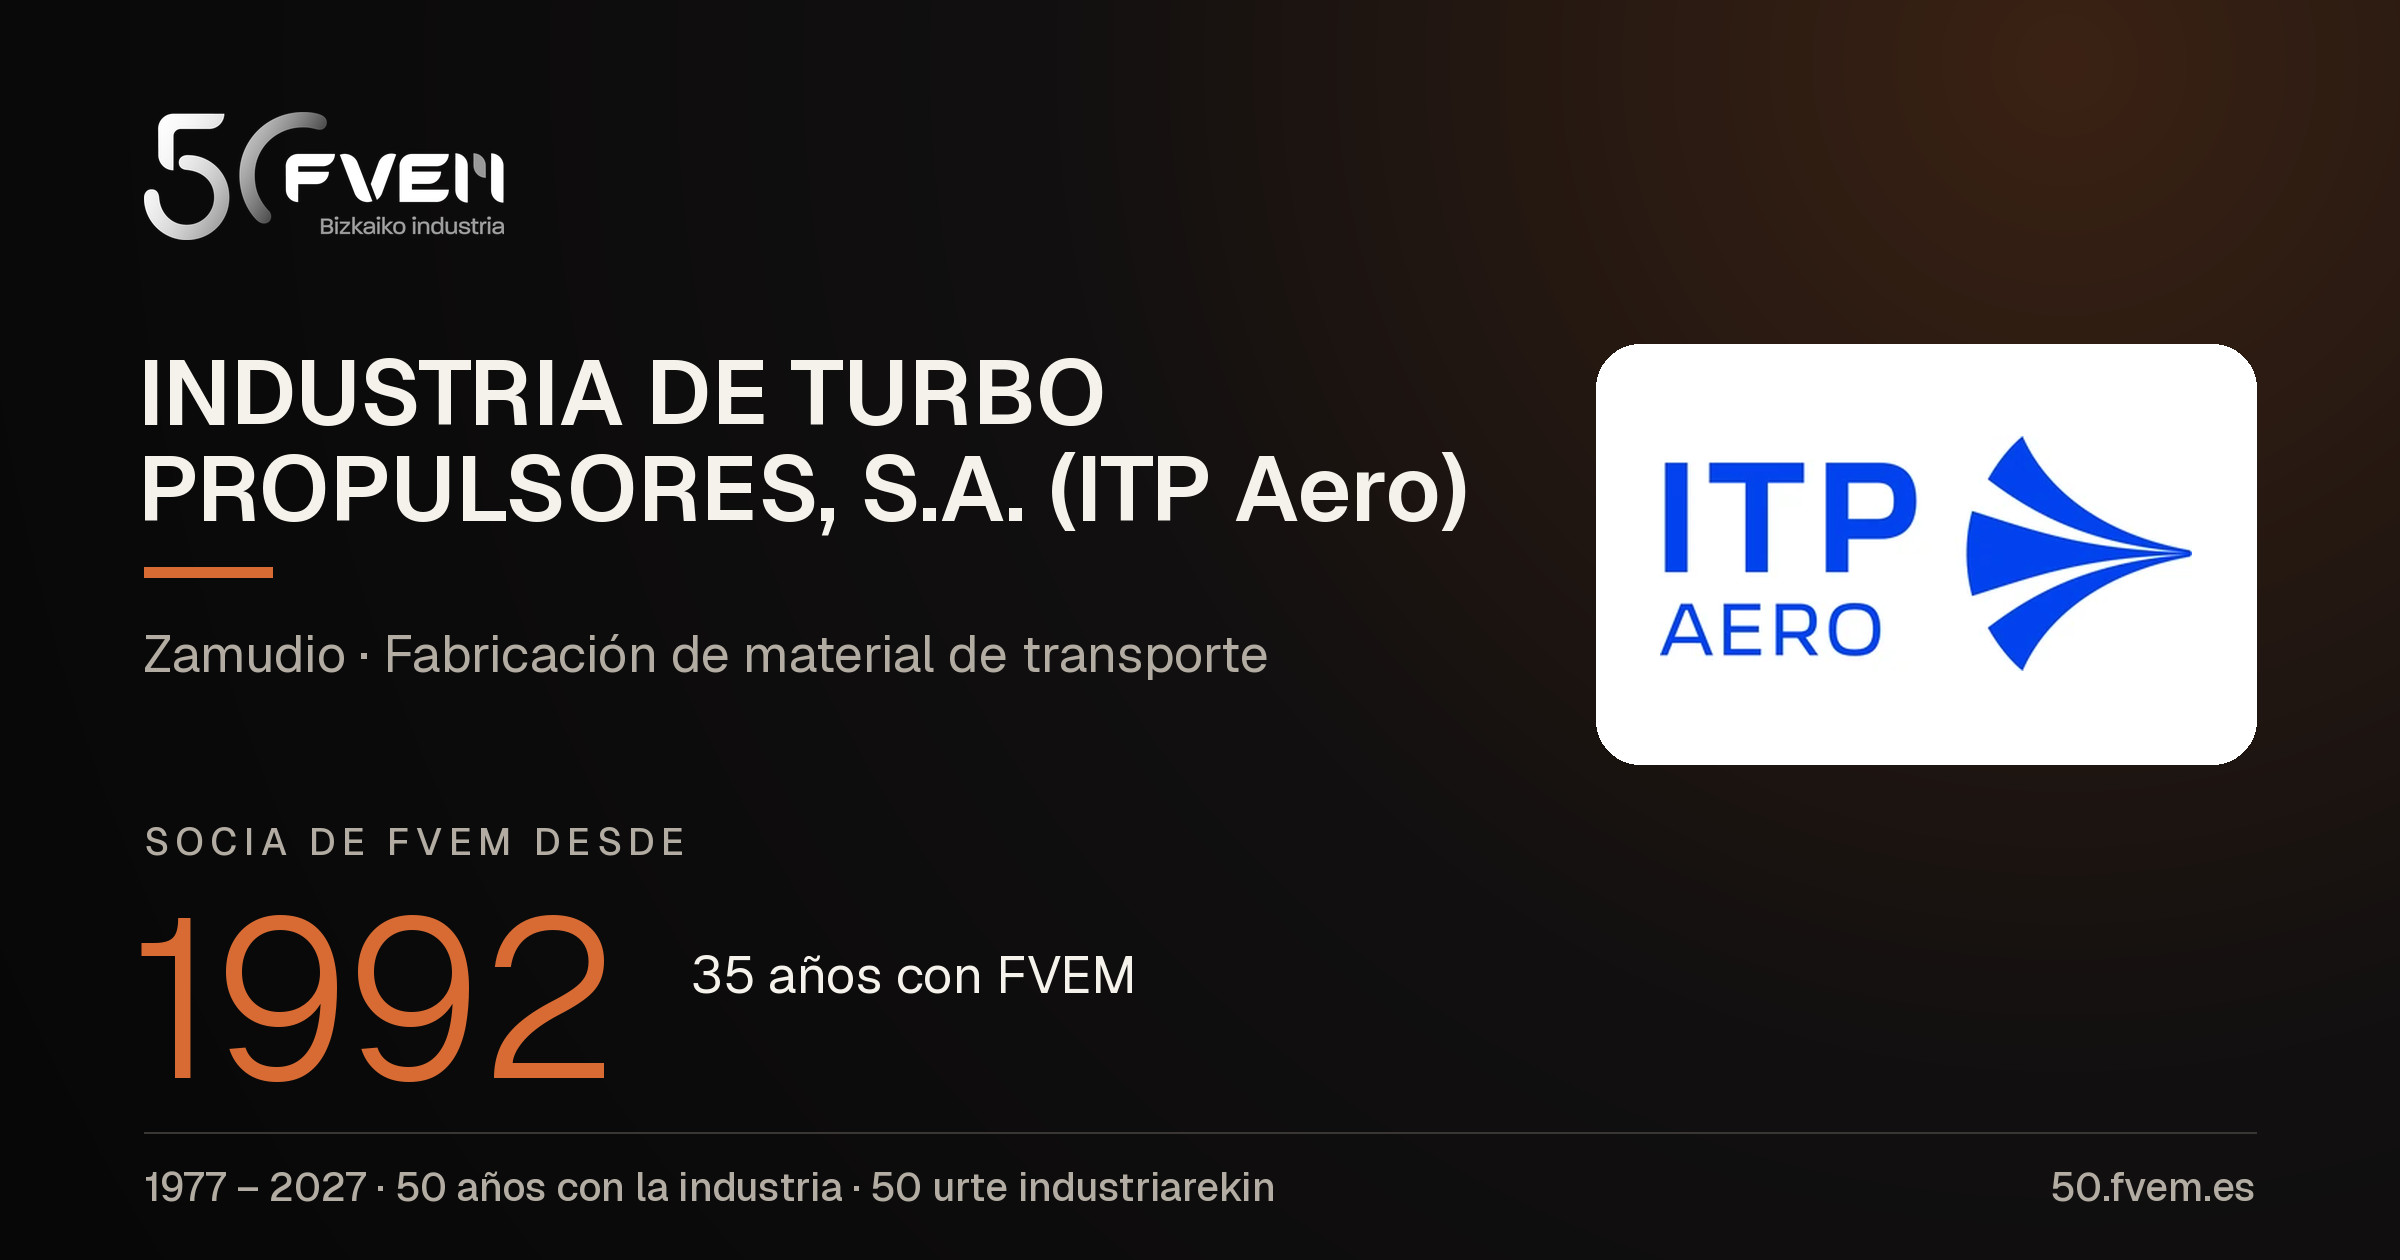 50 FVEM
Bizkaiko industria
INDUSTRIA DE TURBO
PROPULSORES, S.A. (ITP Aero)
Zamudio · Fabricación de material de transporte
ITP
AERO
SOCIA DE FVEM DESDE
1992
35 años con FVEM
1977 – 2027 · 50 años con la industria · 50 urte industriarekin
50.fvem.es